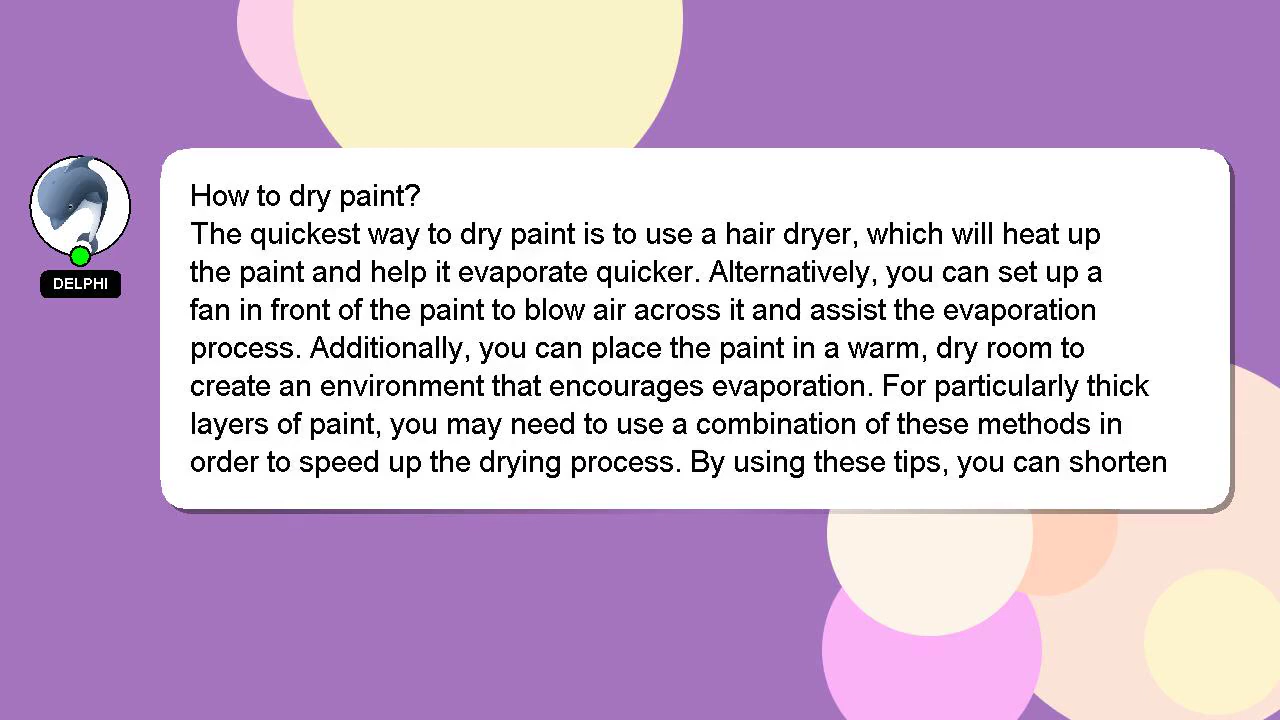 DELPHI
How to dry paint?
The quickest way to dry paint is to use a hair dryer, which will heat up
the paint and help it evaporate quicker. Alternatively, you can set up a
fan in front of the paint to blow air across it and assist the evaporation
process. Additionally, you can place the paint in a warm, dry room to
create an environment that encourages evaporation. For particularly thick
layers of paint, you may need to use a combination of these methods in
order to speed up the drying process. By using these tips, you can shorten